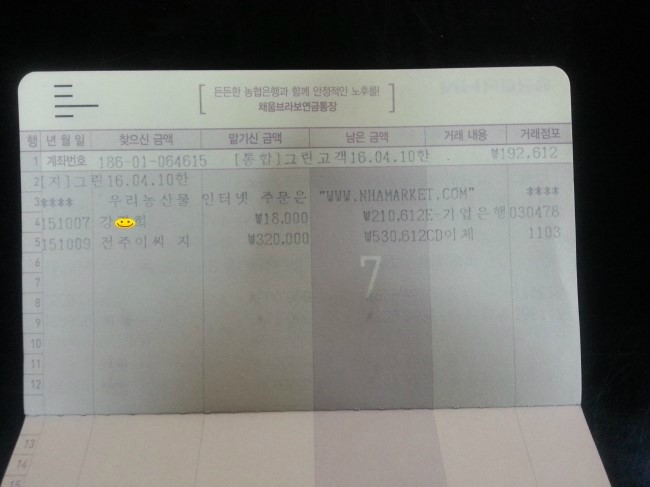 든든한 농협은행과 함께 안정적인 노후를!
채움브라보연금통장
행 년 월 일 찾으신 금액 맡기신 금액 남은 금액 거래 내용 거래점포
1 계좌번호 186-01-064615 [통합]그린고객16.04.10한 ₩192,612
2 [지]그린16.04.10한
3 **** 우리농산물 인터넷 주문은 "WWW.NHAMARKET.COM" ****
4 151007 강 희 ₩18,000 ₩210,612 E-기업은행 030478
5 151009 전주이씨 지 ₩320,000 ₩530,612 CD이체 1103
6
7
7
8
9
10
11
12
13
14
15